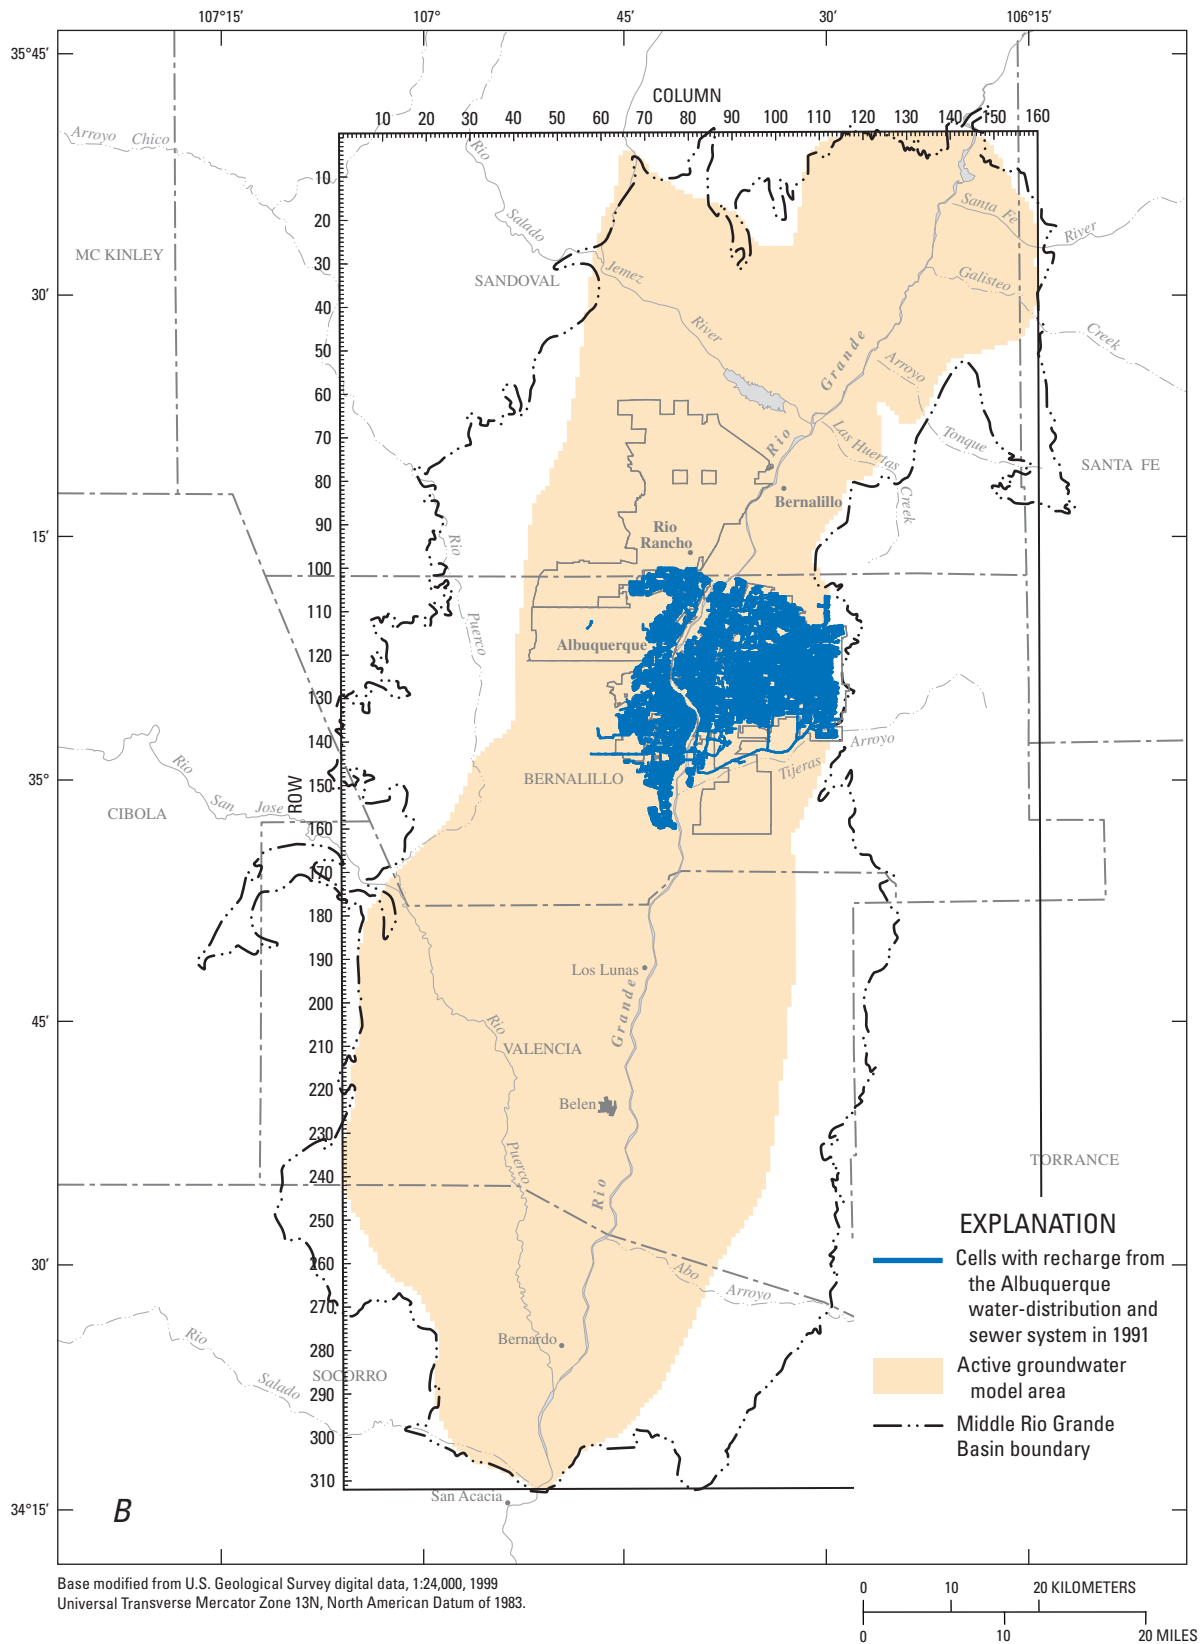 107°15′ 107° 45′ 30′ 106°15′
35°45′
COLUMN
10 20 30 40 50 60 70 80 90 100 110 120 130 140 150 160
Arroyo Chico
Rio
Salado
10
20
30
40
50
60
70
80
90
100
110
120
130
140
150
160
170
180
190
200
210
220
230
240
250
260
270
280
290
300
310
ROW
Santa Fe
River
MC KINLEY
SANDOVAL
Jemez
River
Galisteo
Creek
30′
Rio
Grande
Arroyo
Tonque
Las Huertas
Creek
SANTA FE
Bernalillo
Rio
Rancho
15′
Rio
Puerco
Albuquerque
Arroyo
Tijeras
BERNALILLO
35°
Rio
San Jose
CIBOLA
Los Lunas
Grande
45′
Rio
VALENCIA
Belen
Puerco
Rio
TORRANCE
30′
Abo
Arroyo
Rio
Salado
Bernardo
SOCORRO
San Acacia
34°15′
B
EXPLANATION
Cells with recharge from
the Albuquerque
water-distribution and
sewer system in 1991
Active groundwater
model area
Middle Rio Grande
Basin boundary
Base modified from U.S. Geological Survey digital data, 1:24,000, 1999
Universal Transverse Mercator Zone 13N, North American Datum of 1983.
0 10 20 KILOMETERS
0 10 20 MILES